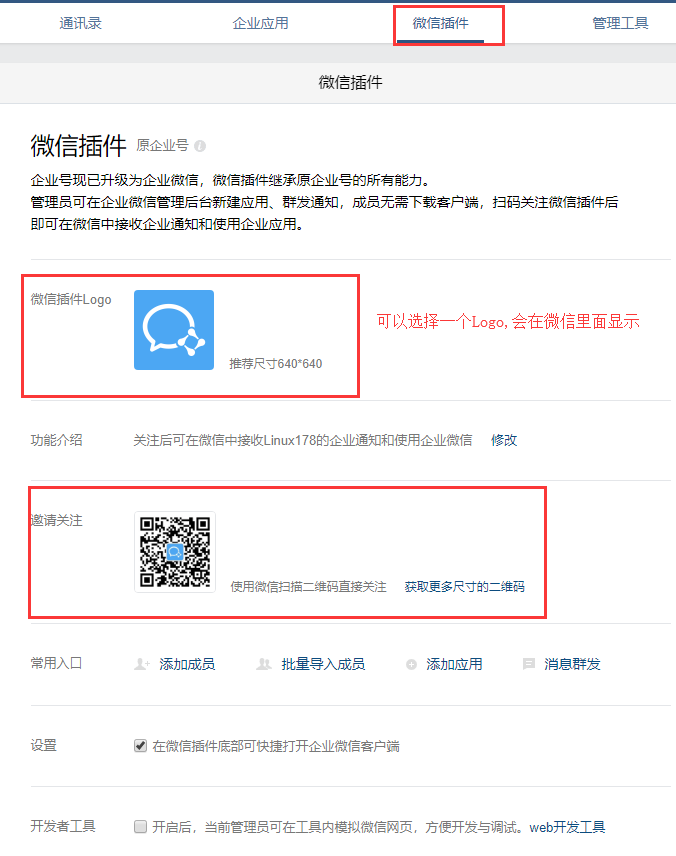 通讯录 企业应用 微信插件 管理工具
微信插件
微信插件 原企业号
企业号现已升级为企业微信，微信插件继承原企业号的所有能力。
管理员可在企业微信管理后台新建应用、群发通知，成员无需下载客户端，扫码关注微信插件后
即可在微信中接收企业通知和使用企业应用。
微信插件Logo
可以选择一个Logo,会在微信里面显示
推荐尺寸640*640
功能介绍 关注后可在微信中接收Linux178的企业通知和使用企业微信 修改
邀请关注
使用微信扫描二维码直接关注 获取更多尺寸的二维码
常用入口 添加成员 批量导入成员 添加应用 消息群发
设置 在微信插件底部可快捷打开企业微信客户端
开发者工具 开启后，当前管理员可在工具内模拟微信网页，方便开发与调试。web开发工具